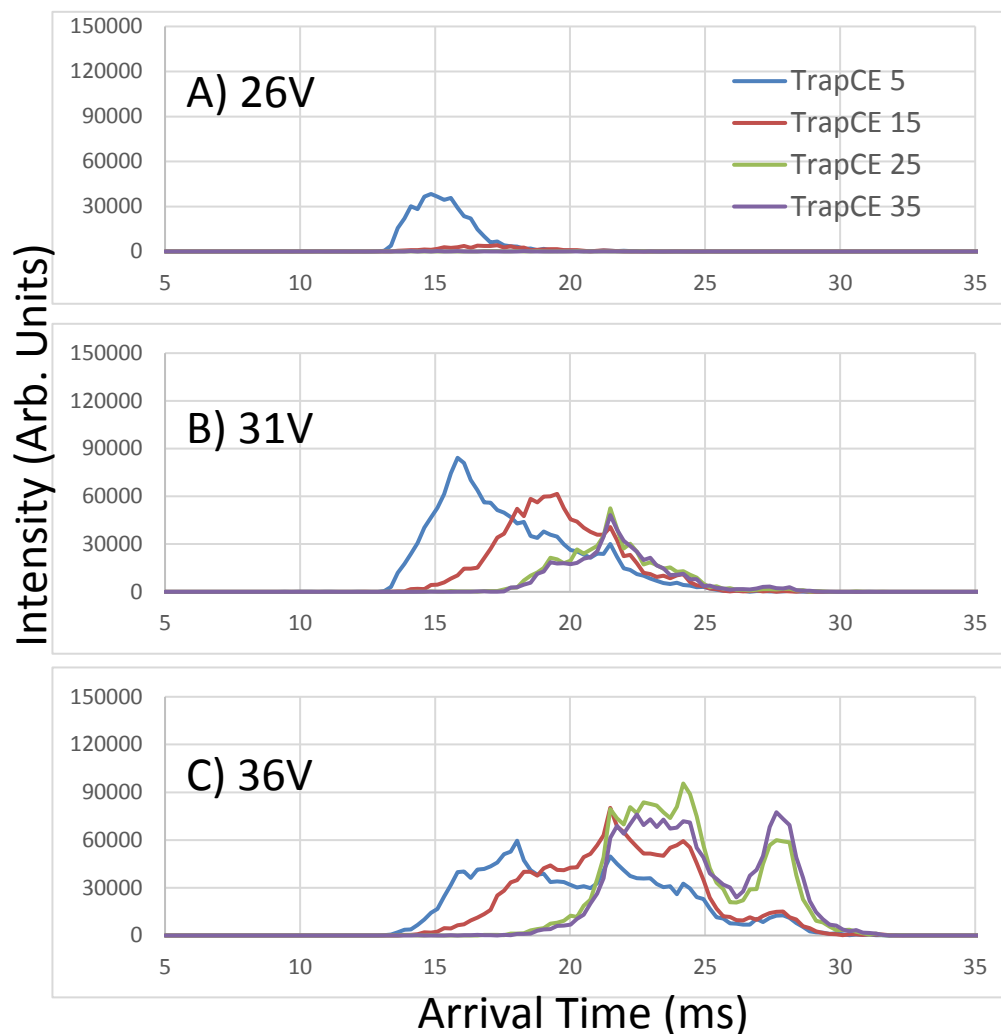 Intensity (Arb. Units)
150000
120000
90000
60000
30000
0
A) 26V
TrapCE 5
TrapCE 15
TrapCE 25
TrapCE 35
5 10 15 20 25 30 35
150000
120000
90000
60000
30000
0
B) 31V
5 10 15 20 25 30 35
150000
120000
90000
60000
30000
0
C) 36V
5 10 15 20 25 30 35
Arrival Time (ms)